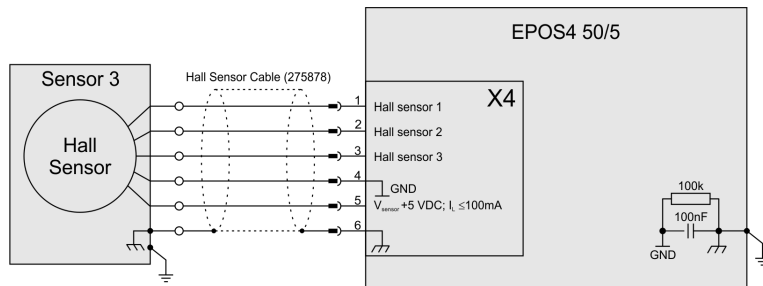 EPOS4 50/5
Sensor 3
Hall Sensor Cable (275878)
X4
Hall
Sensor
1 Hall sensor 1
2 Hall sensor 2
3 Hall sensor 3
4 GND
5 Vsensor +5 VDC; IL ≤100mA
6
100k
100nF
GND